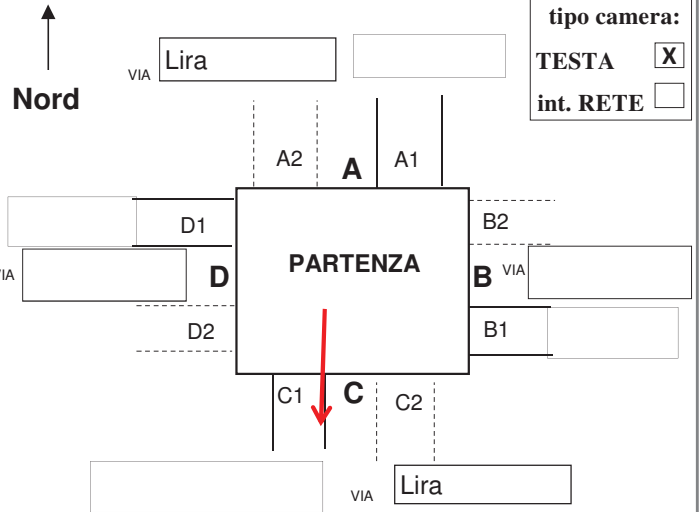 tipo camera:
VIA Lira
TESTA X
Nord
int. RETE
A2 A A1
D1 B2
PARTENZA
VIA D B VIA
D2 B1
C1 C C2
VIA Lira